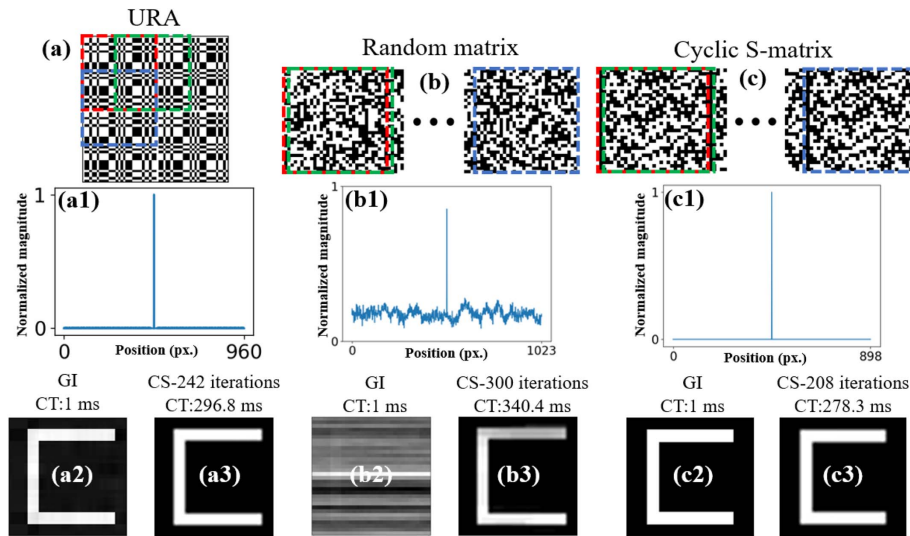 URA
Random matrix
Cyclic S-matrix
(a)
(b)
(c)
(a1)
1
Normalized magnitude
0
0
Position (px.)
960
(b1)
1
Normalized magnitude
0
0
Position (px.)
1023
(c1)
1
Normalized magnitude
0
0
Position (px.)
898
GI
CT:1 ms
CS-242 iterations
CT:296.8 ms
GI
CT:1 ms
CS-300 iterations
CT:340.4 ms
GI
CT:1 ms
CS-208 iterations
CT:278.3 ms
(a2)
(a3)
(b2)
(b3)
(c2)
(c3)